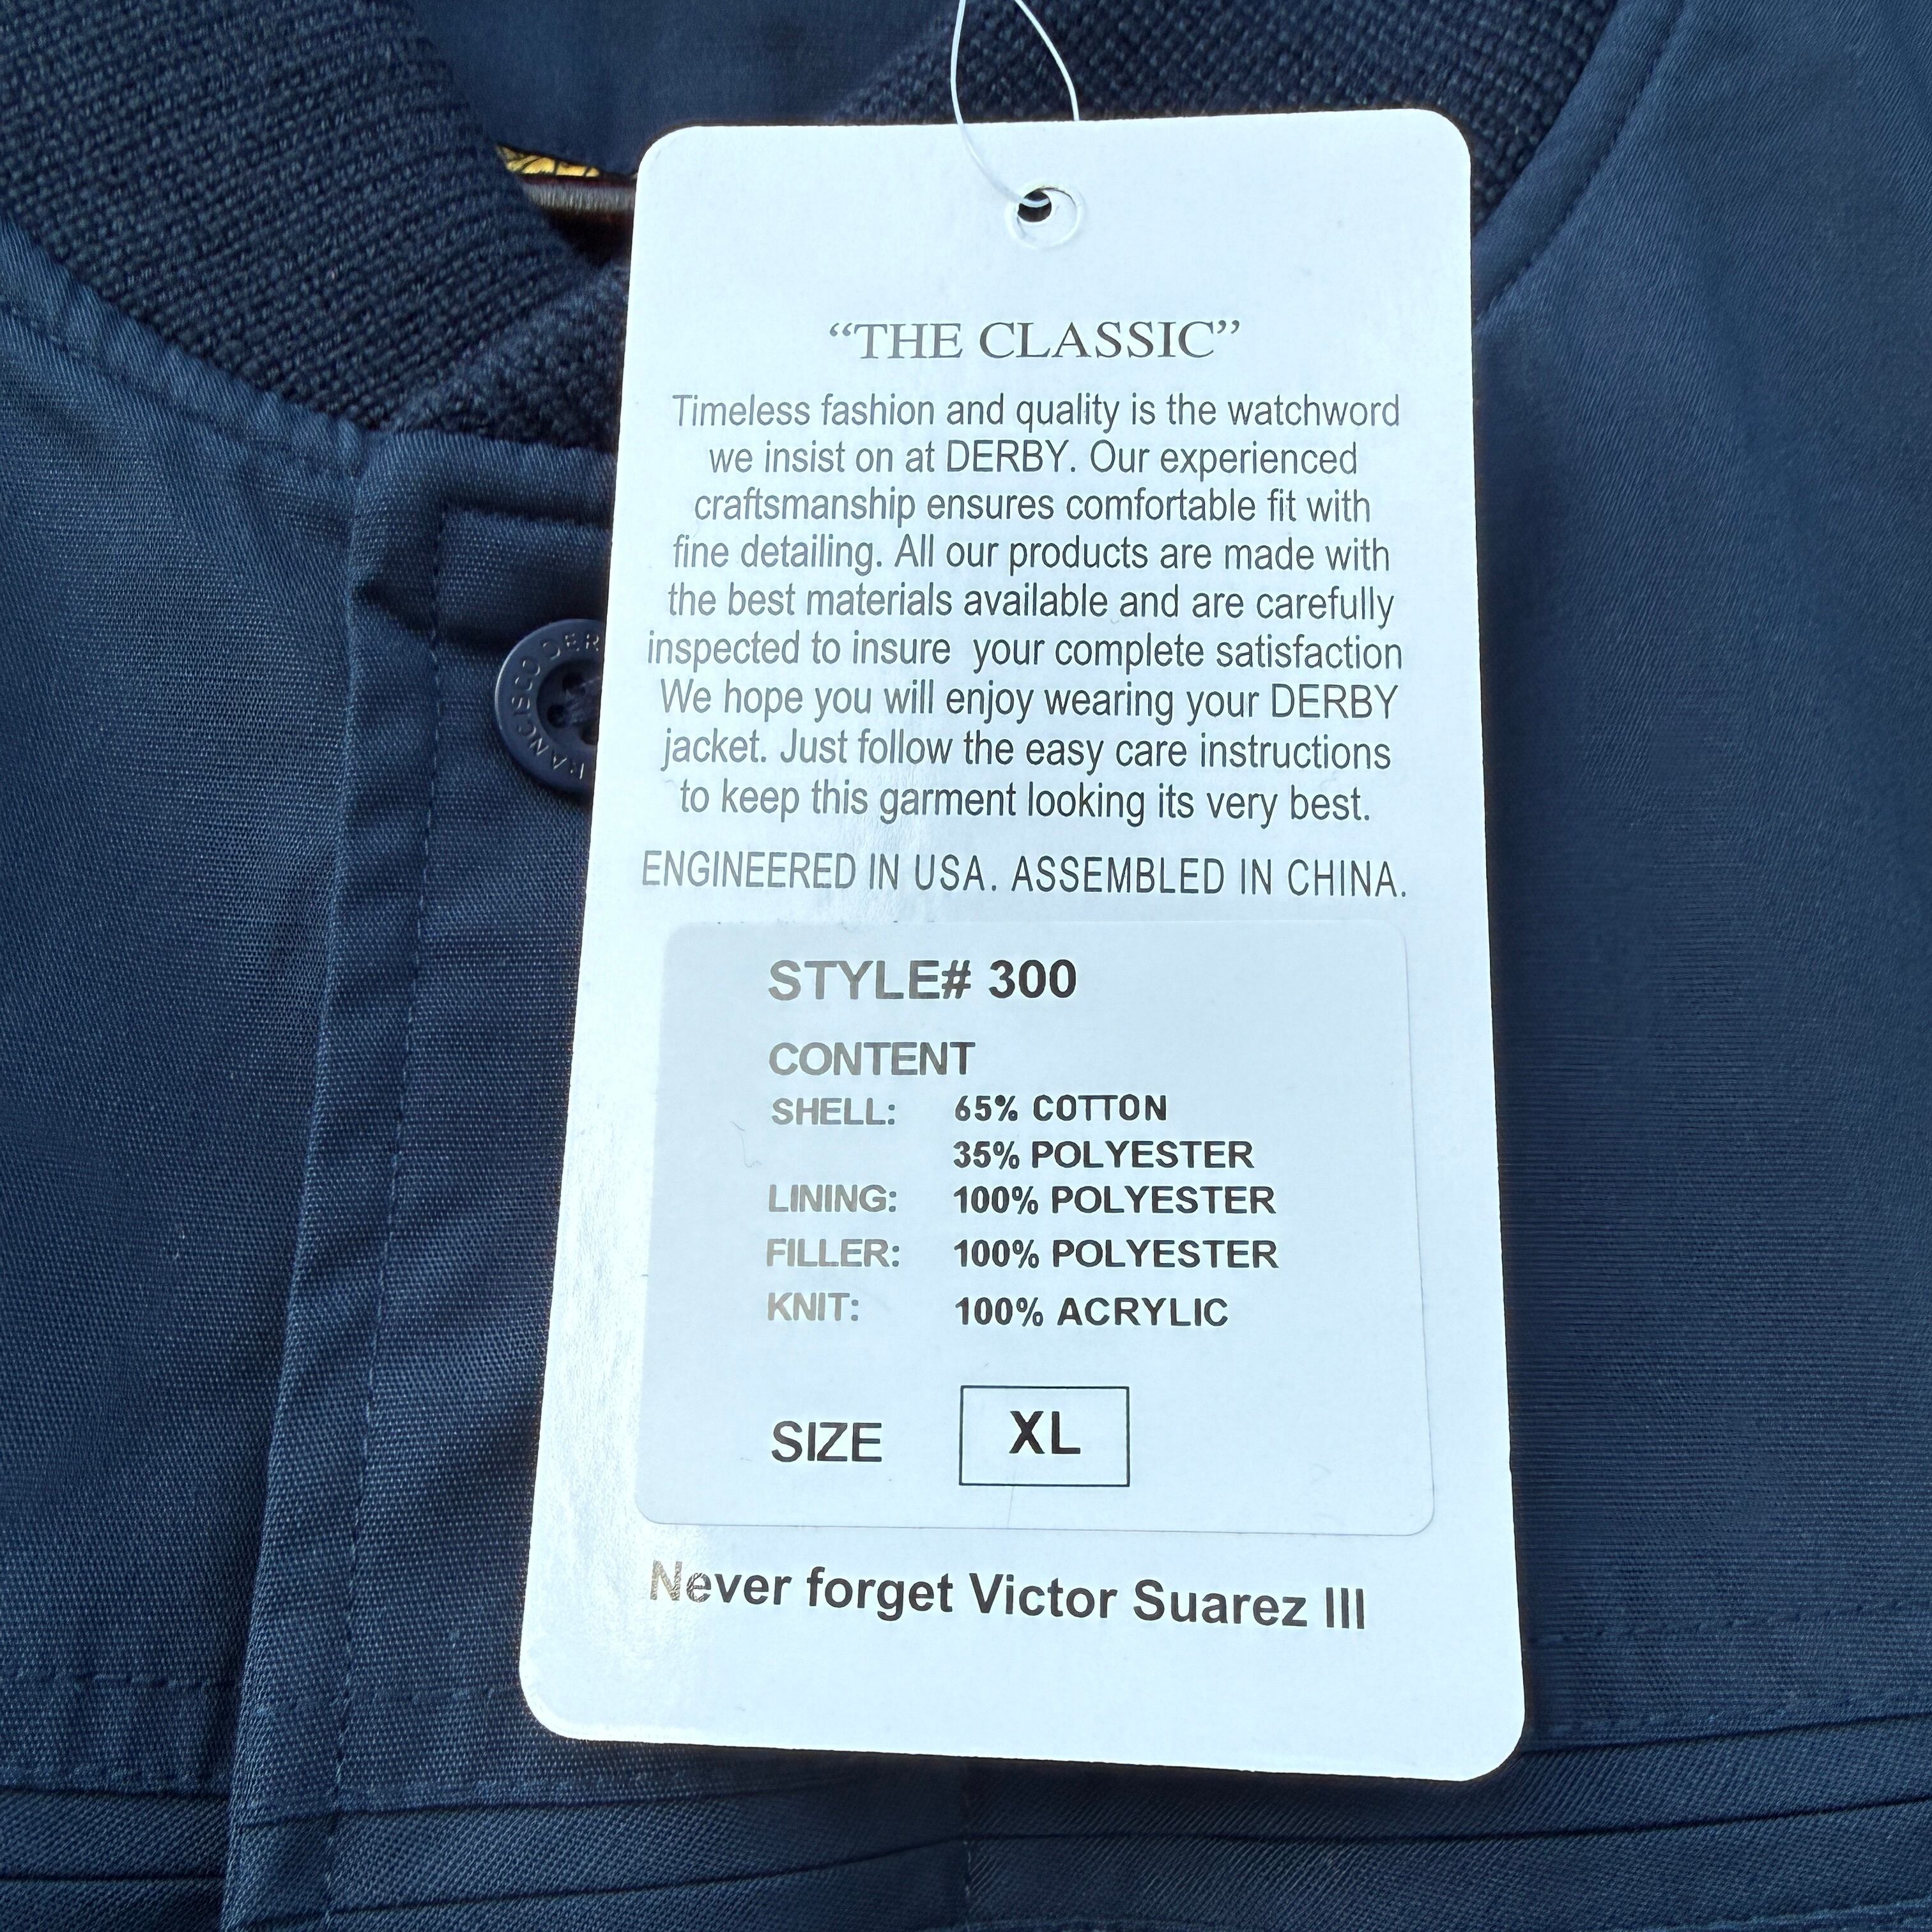 “THE CLASSIC”
Timeless fashion and quality is the watchword
we insist on at DERBY. Our experienced
craftsmanship ensures comfortable fit with
fine detailing. All our products are made with
the best materials available and are carefully
inspected to insure your complete satisfaction
We hope you will enjoy wearing your DERBY
jacket. Just follow the easy care instructions
to keep this garment looking its very best.
ENGINEERED IN USA. ASSEMBLED IN CHINA.
STYLE# 300
CONTENT
SHELL: 65% COTTON
35% POLYESTER
LINING: 100% POLYESTER
FILLER: 100% POLYESTER
KNIT: 100% ACRYLIC
SIZE XL
Never forget Victor Suarez III
RANCISCO DER